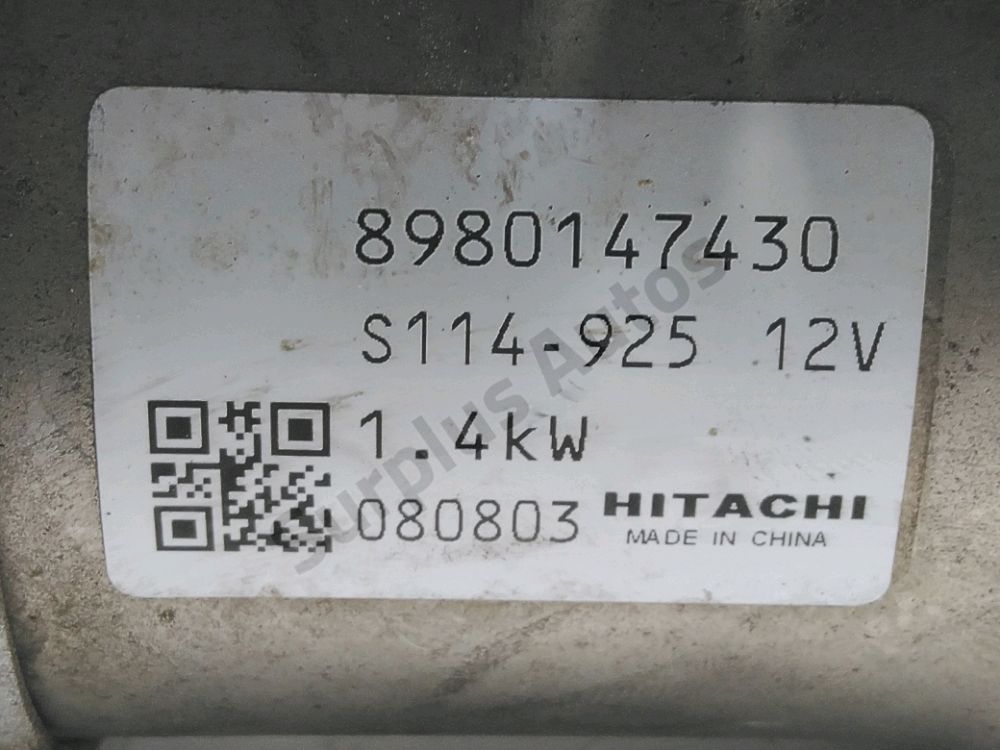 8980147430
S114-925 12V
1.4kW
080803 HITACHI
MADE IN CHINA
Surplus Autos